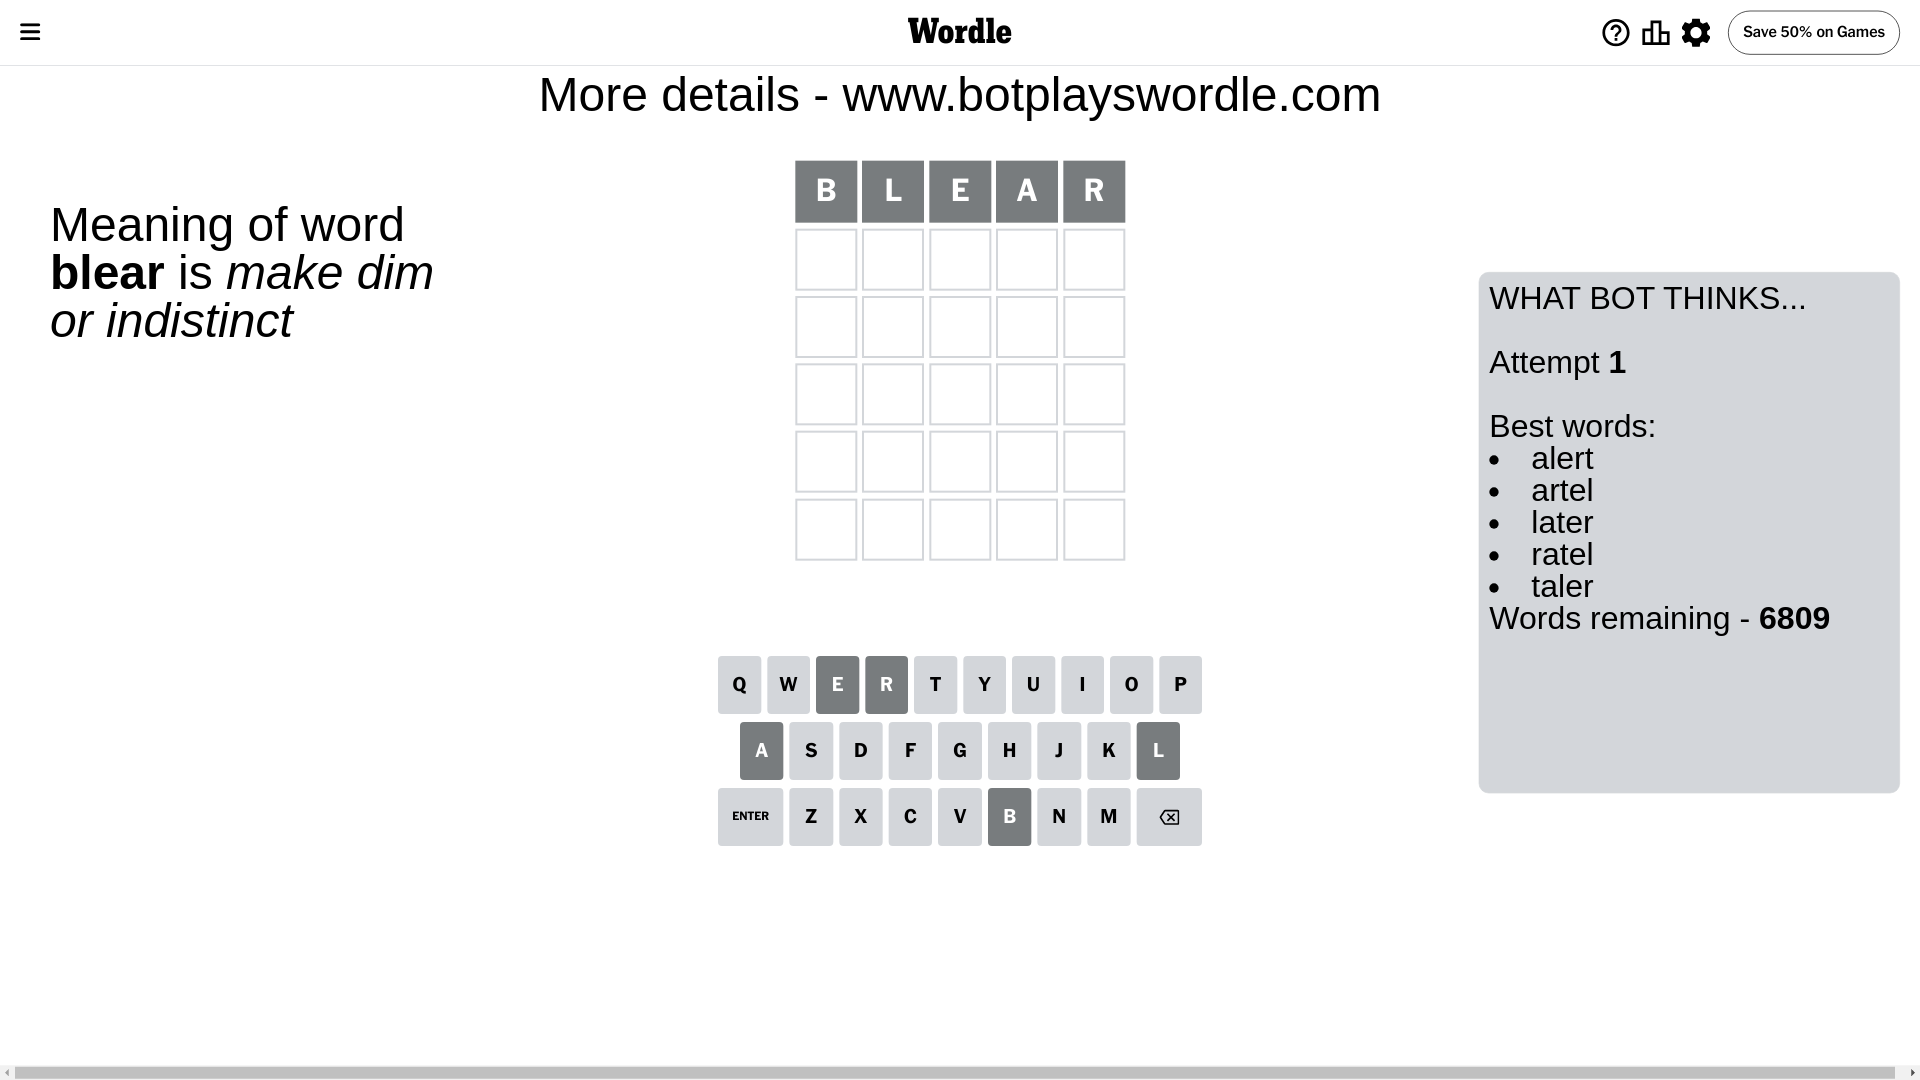 Wordle
Save 50% on Games
More details - www.botplayswordle.com
Meaning of word
blear is make dim
or indistinct
B L E A R
WHAT BOT THINKS...
Attempt 1
Best words:
• alert
• artel
• later
• ratel
• taler
Words remaining - 6809
Q W E R T Y U I O P
A S D F G H J K L
ENTER Z X C V B N M